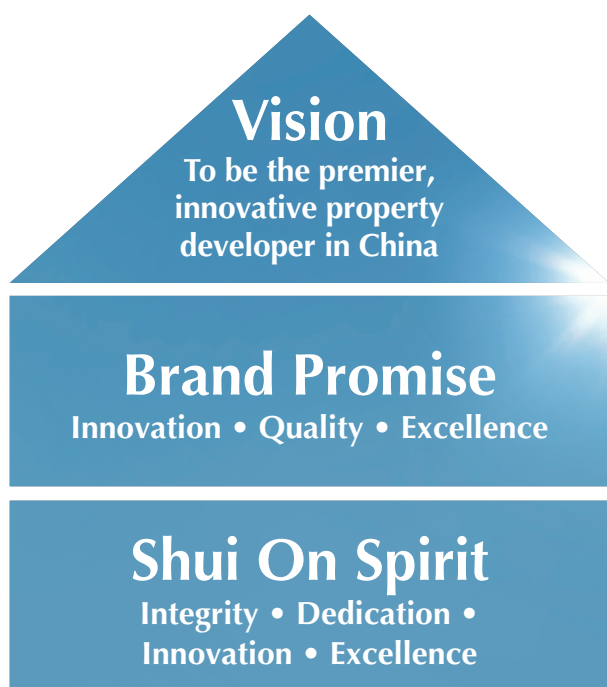 Vision
To be the premier,
innovative property
developer in China
Brand Promise
Innovation • Quality • Excellence
Shui On Spirit
Integrity • Dedication •
Innovation • Excellence